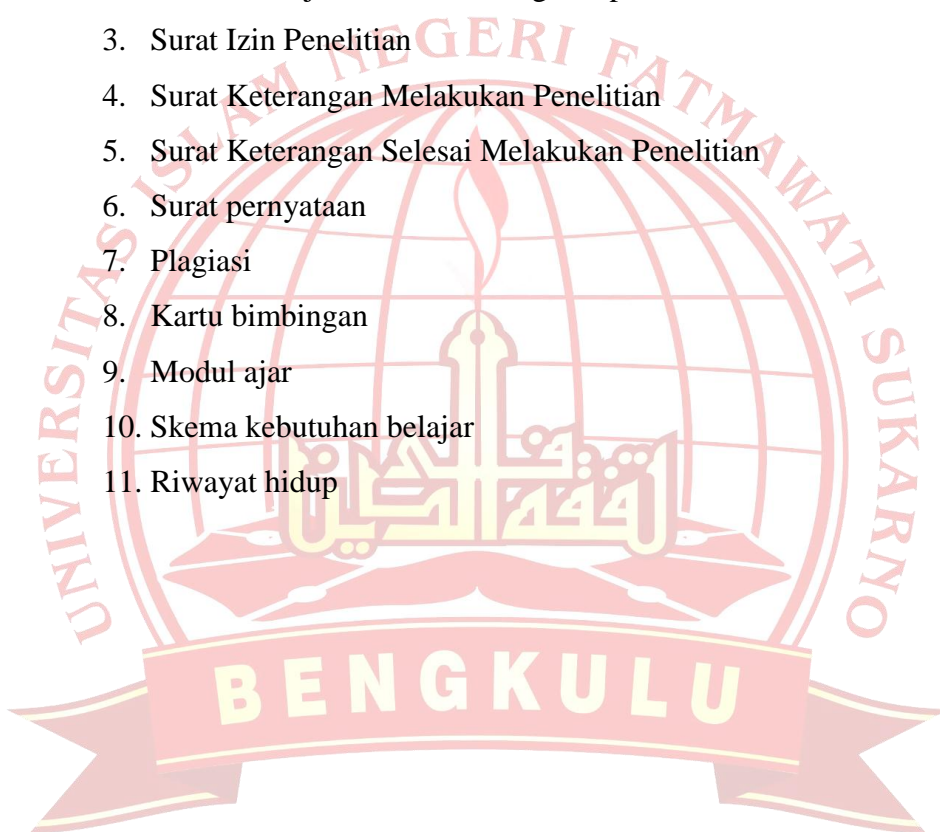 3. Surat Izin Penelitian
4. Surat Keterangan Melakukan Penelitian
5. Surat Keterangan Selesai Melakukan Penelitian
6. Surat pernyataan
7. Plagiasi
8. Kartu bimbingan
9. Modul ajar
10. Skema kebutuhan belajar
11. Riwayat hidup
UNIVERSITAS ISLAM NEGERI FATMAWATI SUKARNO
BENGKULU